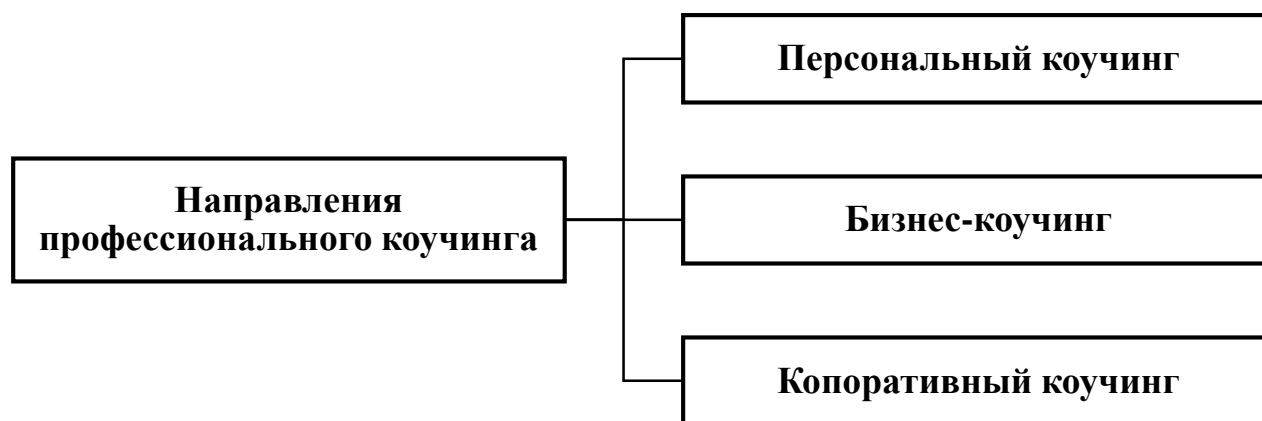 Направления
профессионального коучинга
Персональный коучинг
Бизнес-коучинг
Копоративный коучинг